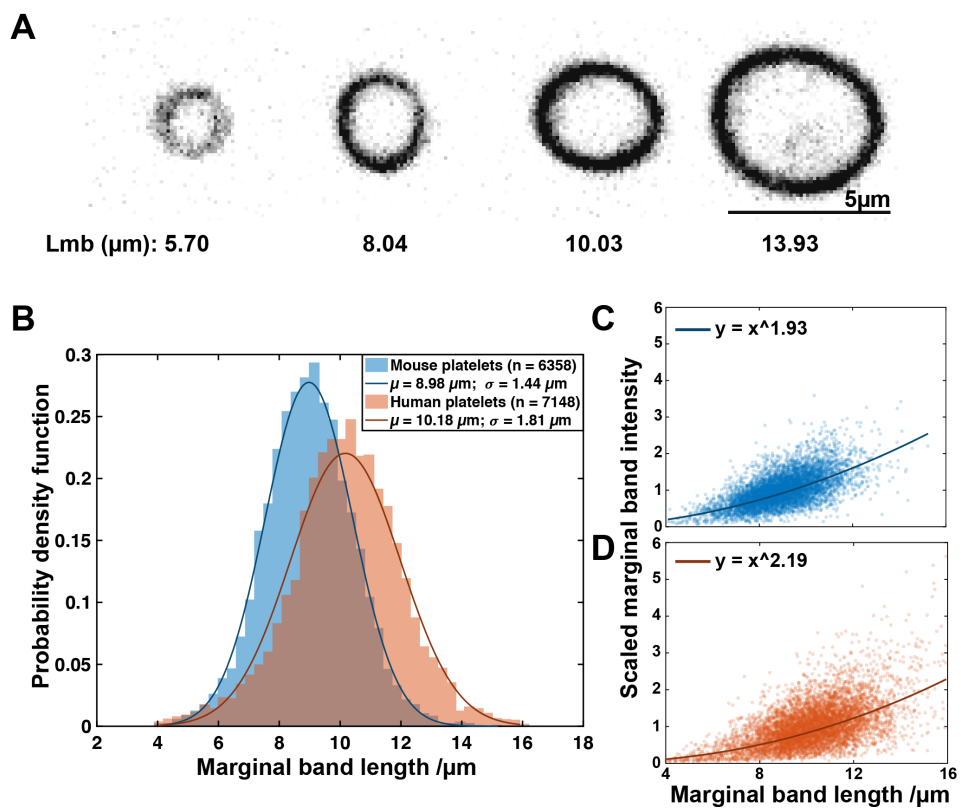 A
5µm
Lmb (µm): 5.70 8.04 10.03 13.93
B
Probability density function
0.3
0.25
0.2
0.15
0.1
0.05
0
Mouse platelets (n = 6358)
µ = 8.98 µm; σ = 1.44 µm
Human platelets (n = 7148)
µ = 10.18 µm; σ = 1.81 µm
2 4 6 8 10 12 14 16 18
Marginal band length /µm
C
Scaled marginal band intensity
6
5
4
3
2
1
0
y = x^1.93
D
6
5
4
3
2
1
0
y = x^2.19
4 8 12 16
Marginal band length /µm